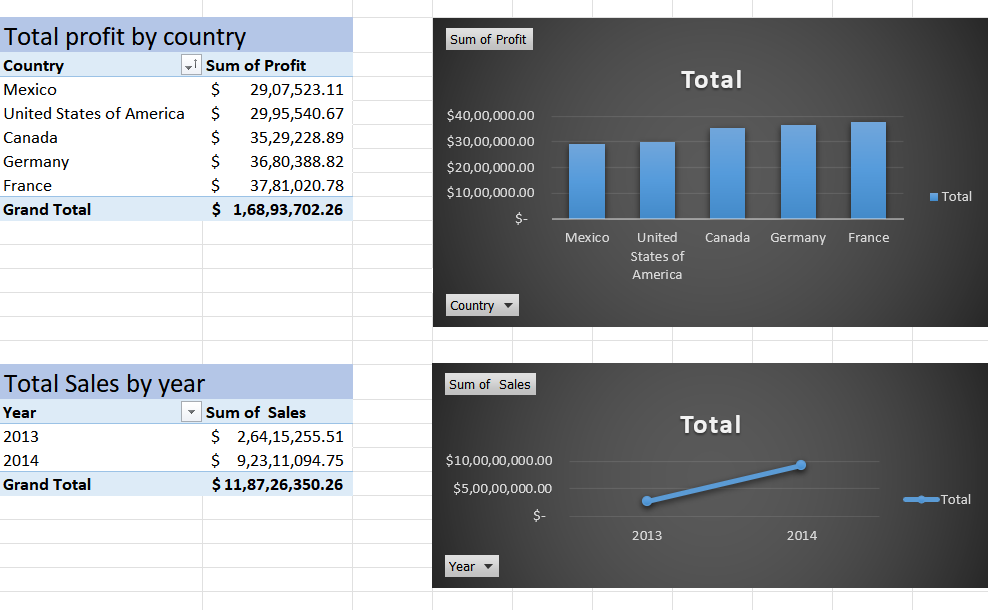 Total profit by country
Country Sum of Profit
Mexico $ 29,07,523.11
United States of America $ 29,95,540.67
Canada $ 35,29,228.89
Germany $ 36,80,388.82
France $ 37,81,020.78
Grand Total $ 1,68,93,702.26
Sum of Profit
Total
$40,00,000.00
$30,00,000.00
$20,00,000.00
$10,00,000.00
$-
Mexico United States of America Canada Germany France
Total
Country
Total Sales by year
Year Sum of  Sales
2013 $ 2,64,15,255.51
2014 $ 9,23,11,094.75
Grand Total $ 11,87,26,350.26
Sum of  Sales
Total
$10,00,00,000.00
$5,00,00,000.00
$-
2013 2014
Total
Year